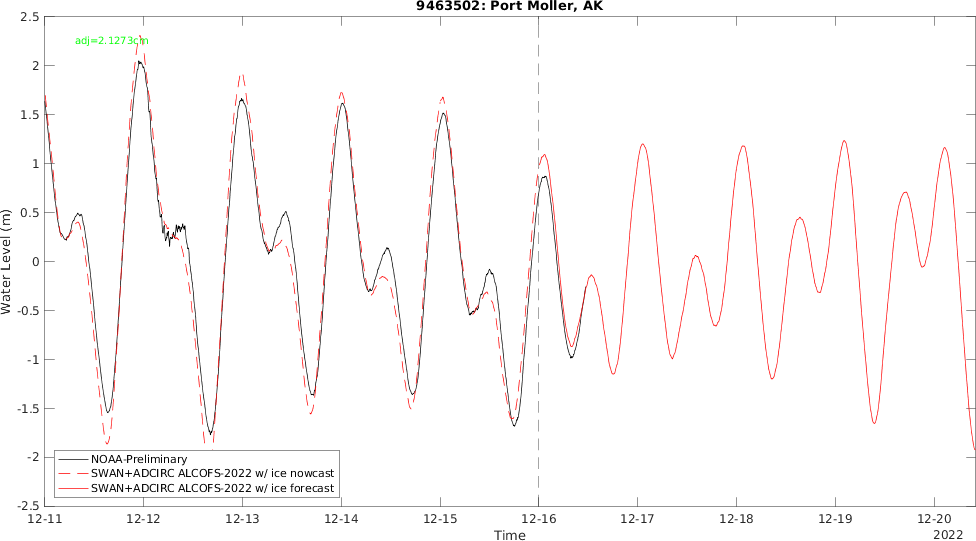 9463502: Port Moller, AK
adj=2.1273cm
2.5
2
1.5
1
0.5
0
-0.5
-1
-1.5
-2
-2.5
Water Level (m)
NOAA-Preliminary
SWAN+ADCIRC ALCOFS-2022 w/ ice nowcast
SWAN+ADCIRC ALCOFS-2022 w/ ice forecast
12-11 12-12 12-13 12-14 12-15 12-16 12-17 12-18 12-19 12-20
Time
2022